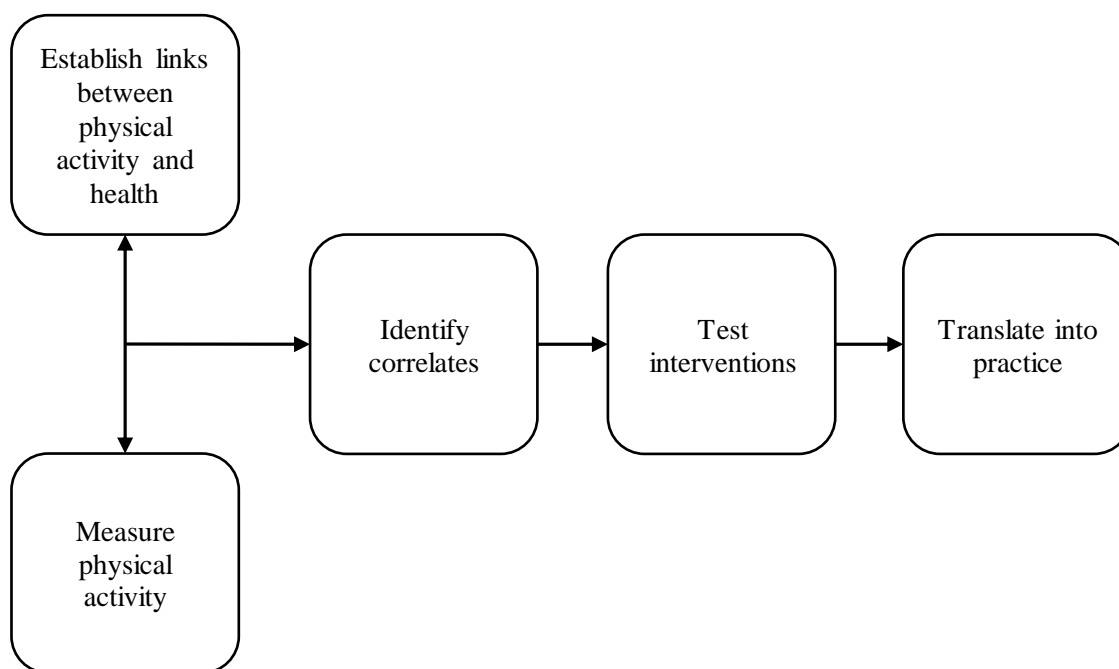 Establish links
between
physical
activity and
health
Identify
correlates
Test
interventions
Translate into
practice
Measure
physical
activity